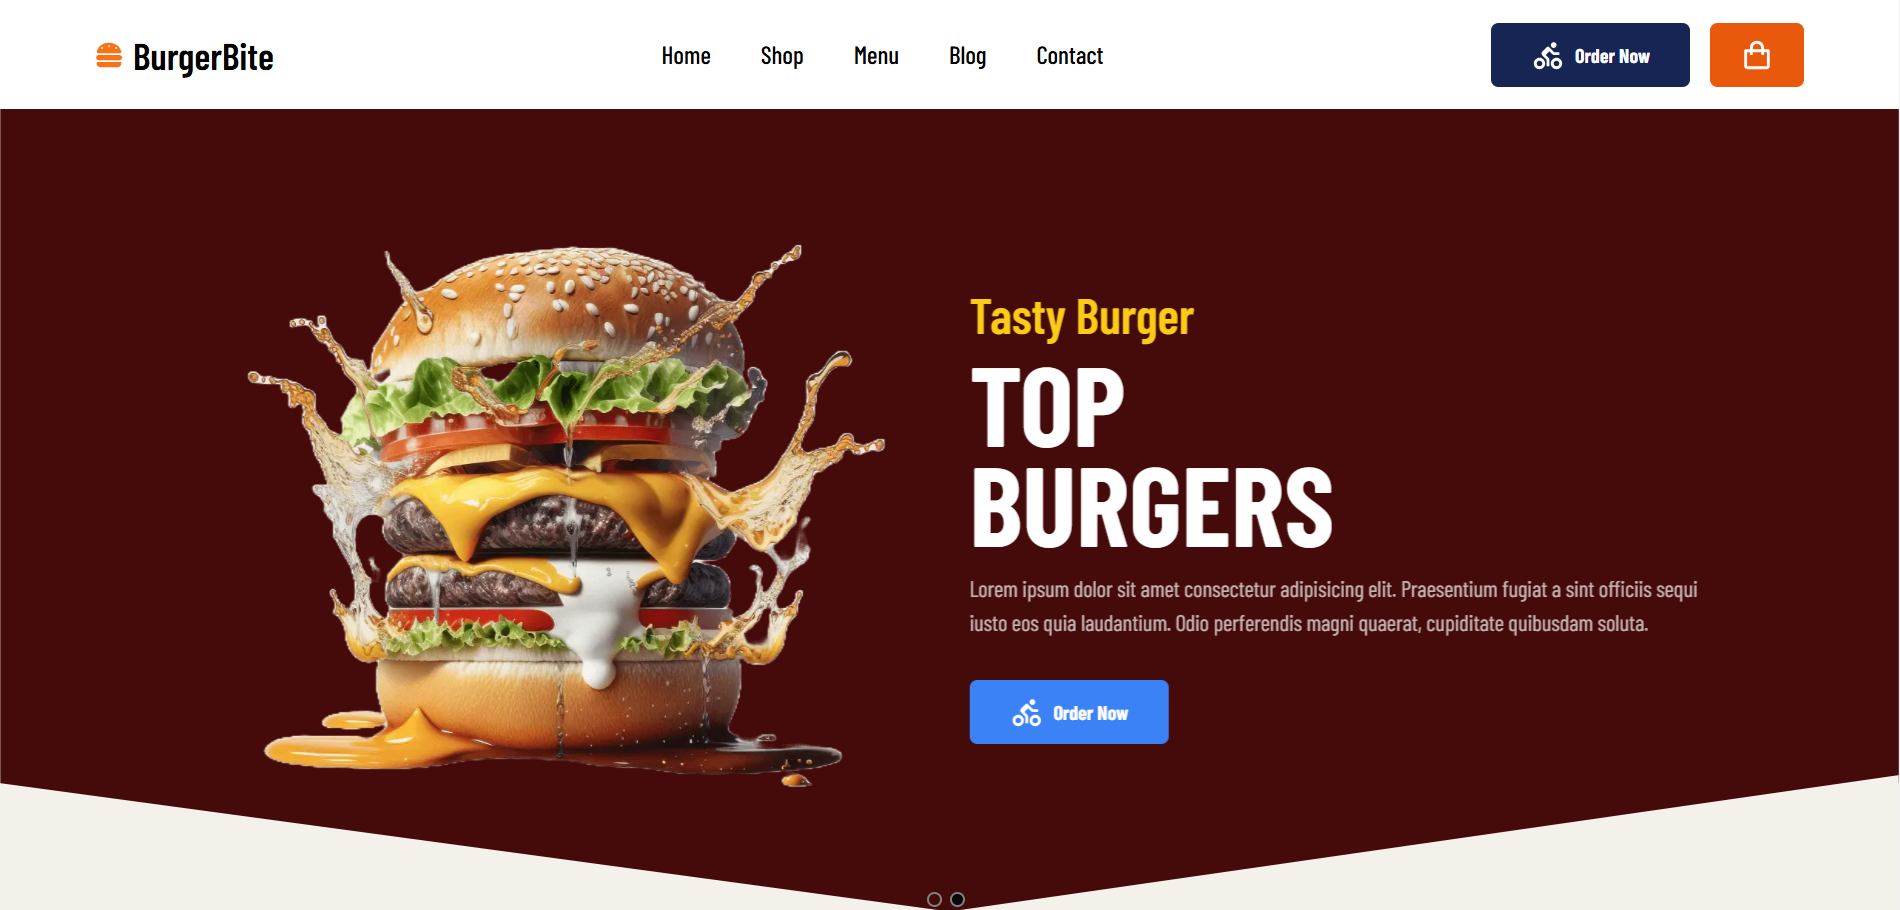 BurgerBite
Home Shop Menu Blog Contact
Order Now
Tasty Burger
TOP
BURGERS
Lorem ipsum dolor sit amet consectetur adipisicing elit. Praesentium fugiat a sint officiis sequi
iusto eos quia laudantium. Odio perferendis magni quaerat, cupiditate quibusdam soluta.
Order Now